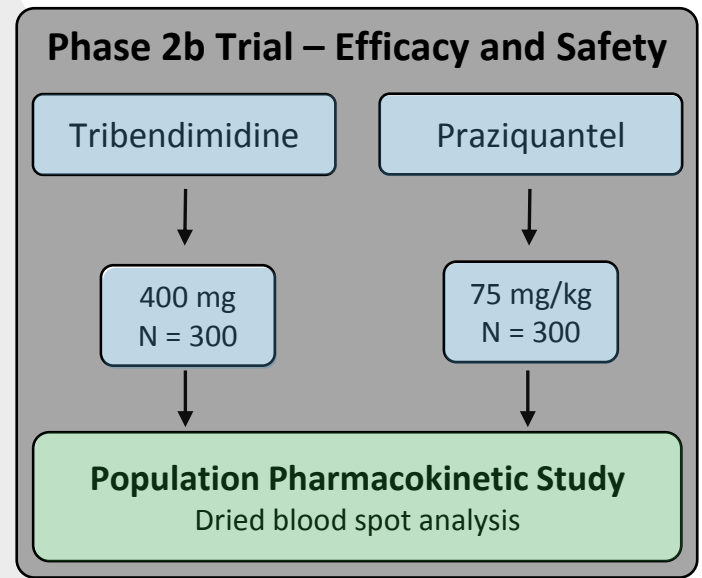 Phase 2b Trial – Efficacy and Safety
Tribendimidine
Praziquantel
400 mg
N = 300
75 mg/kg
N = 300
Population Pharmacokinetic Study
Dried blood spot analysis